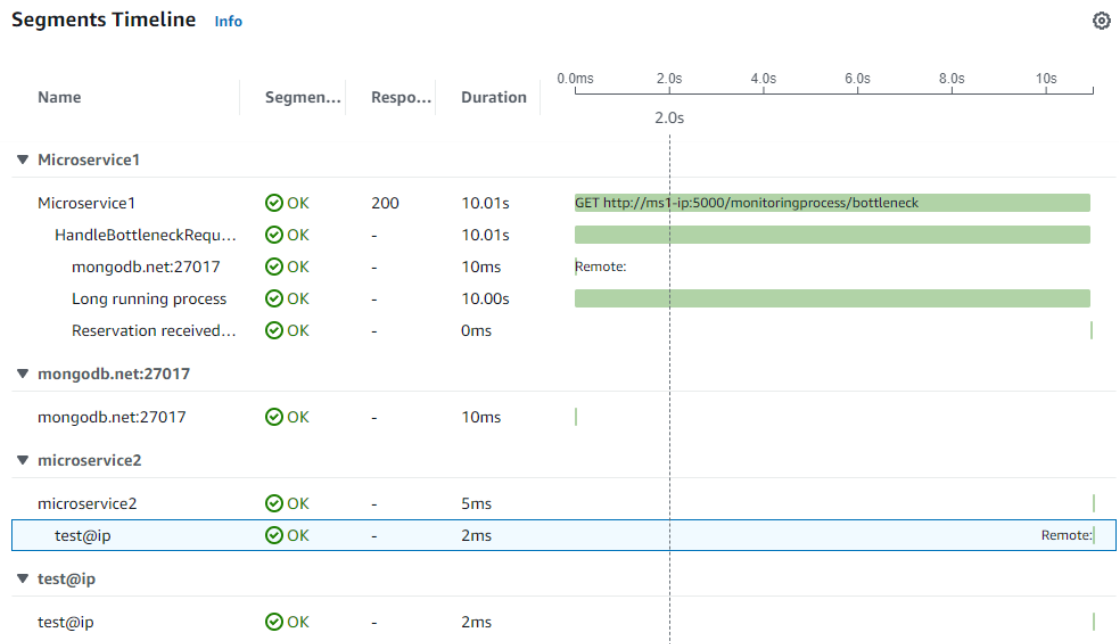 Segments Timeline Info
0.0ms 2.0s 4.0s 6.0s 8.0s 10s
Name Segmen... Respo... Duration
2.0s
Microservice1
Microservice1 OK 200 10.01s GET http://ms1-ip:5000/monitoringprocess/bottleneck
HandleBottleneckRequ... OK - 10.01s
mongodb.net:27017 OK - 10ms Remote:
Long running process OK - 10.00s
Reservation received... OK - 0ms
mongodb.net:27017
mongodb.net:27017 OK - 10ms
microservice2
microservice2 OK - 5ms
test@ip OK - 2ms Remote:
test@ip
test@ip OK - 2ms